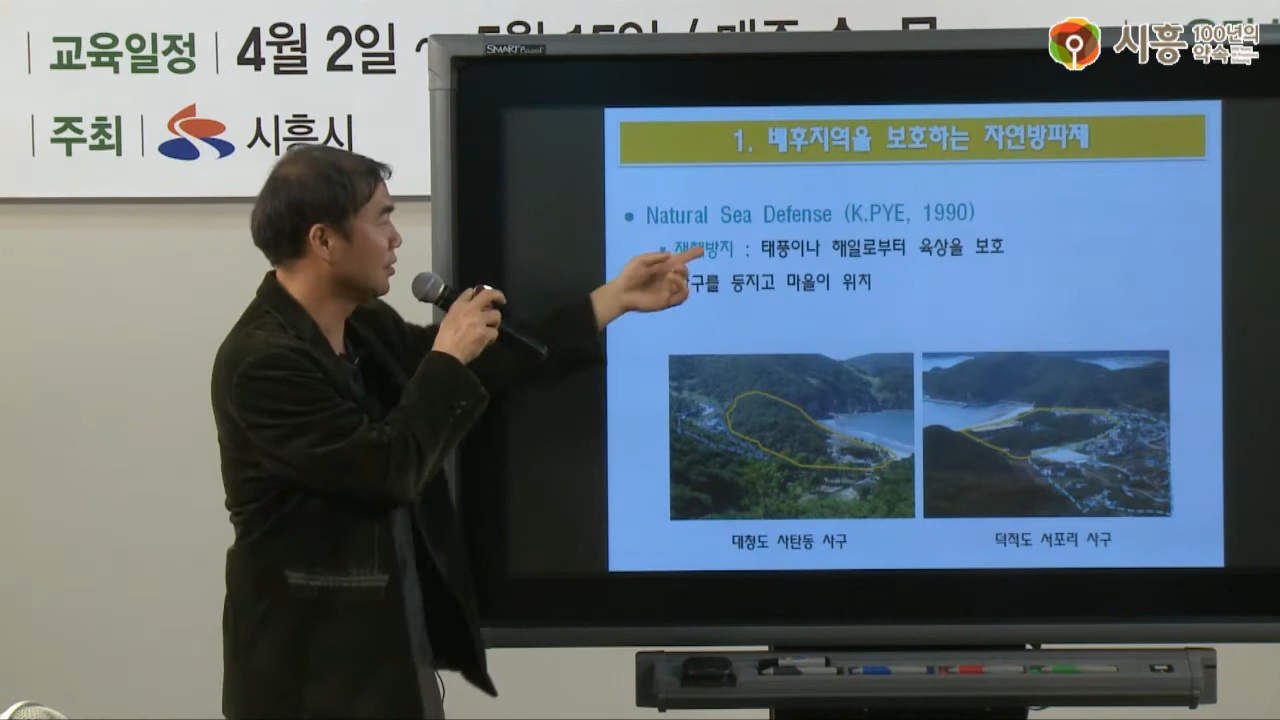 교육일정
4월 2일 ~
주최
시흥시
SMART Board
시흥
100년의
약속
1. 배후지역을 보호하는 자연방파제
Natural Sea Defense (K.PYE, 1990)
재해방지 : 태풍이나 해일로부터 육상을 보호
구를 등지고 마을이 위치
대청도 사탄동 사구
덕적도 서포리 사구